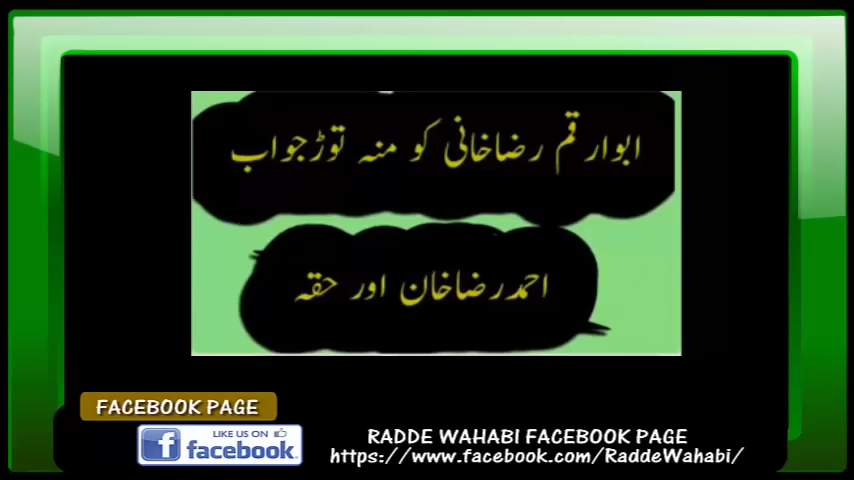 ابوارقم رضاخانی کو منہ توڑجواب
احمدرضاخان اور حقہ
FACEBOOK PAGE
LIKE US ON
facebook.
RADDE WAHABI FACEBOOK PAGE
https://www.facebook.com/RaddeWahabi/